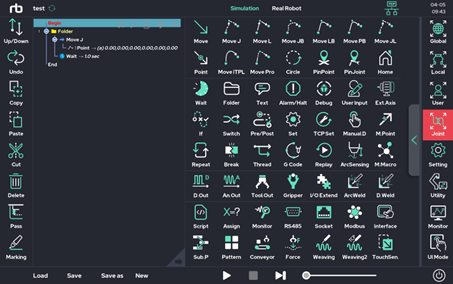 rb test Simulation Real Robot 04-05
09:43
Up/Down
Undo
Copy
Paste
Cut
Delete
Pass
Marking
Begin
1 Folder
Move J
Point → (a) 0.00,0.00,0.00,0.00,0.00,0.00
Wait → 1.0 sec
End
Move Move J Move L Move JB Move LB Move PB Move JL
Point Move ITPL Move Pro Circle PinPoint PinJoint Home
Wait Folder Text Alarm/Halt Debug User Input Ext.Axis
If Switch Pre/Post Set TCP Set Manual.D M.Point
Repeat Break Thread G Code Replay ArcSensing M.Macro
D.Out An.Out Tool.Out Gripper I/O Extend ArcWeld D.Weld
Script Assign Monitor RS485 Socket Modbus Interface
Sub.P Pattern Conveyor Force Weaving Weaving2 TouchSen.
Global
Local
User
Joint
Setting
Utility
Monitor
UI Mode
Load Save Save as New